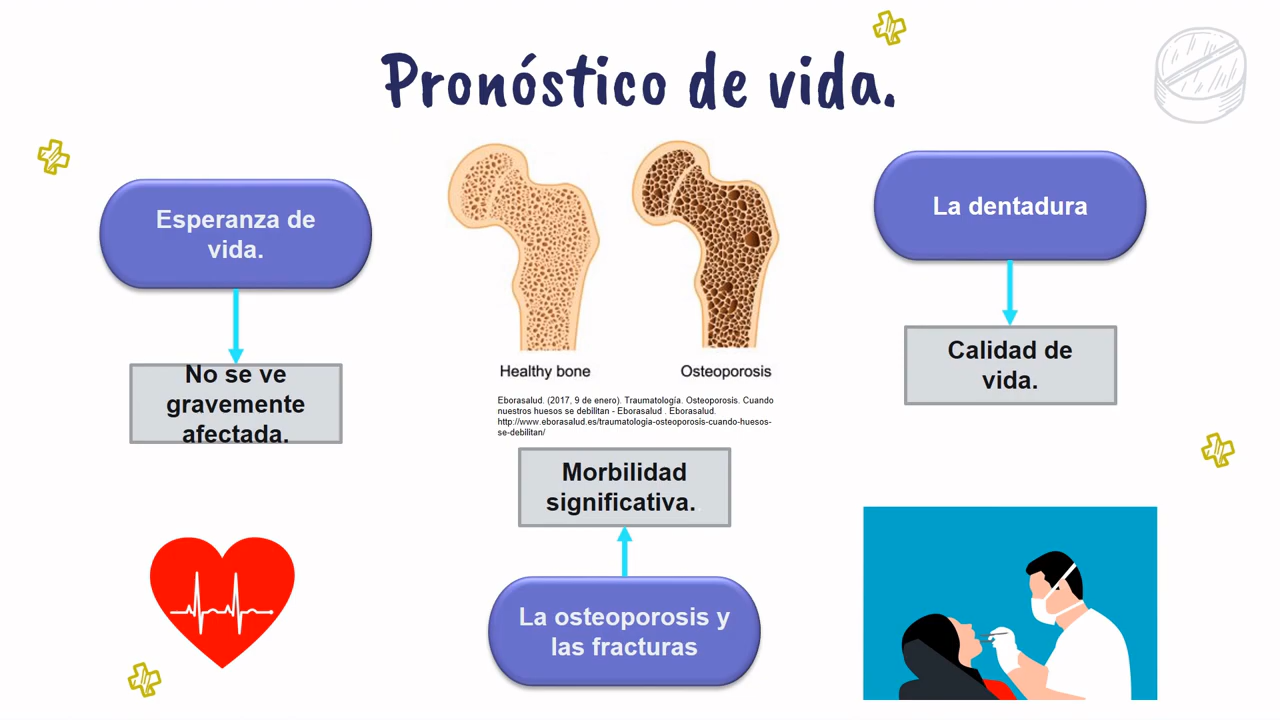 Pronóstico de vida.
Esperanza de
vida.
No se ve
gravemente
afectada.
Healthy bone
Osteoporosis
Eborasalud. (2017, 9 de enero). Traumatología. Osteoporosis. Cuando
nuestros huesos se debilitan - Eborasalud . Eborasalud.
http://www.eborasalud.es/traumatologia-osteoporosis-cuando-huesos-
se-debilitan/
Morbilidad
significativa.
La osteoporosis y
las fracturas
La dentadura
Calidad de
vida.